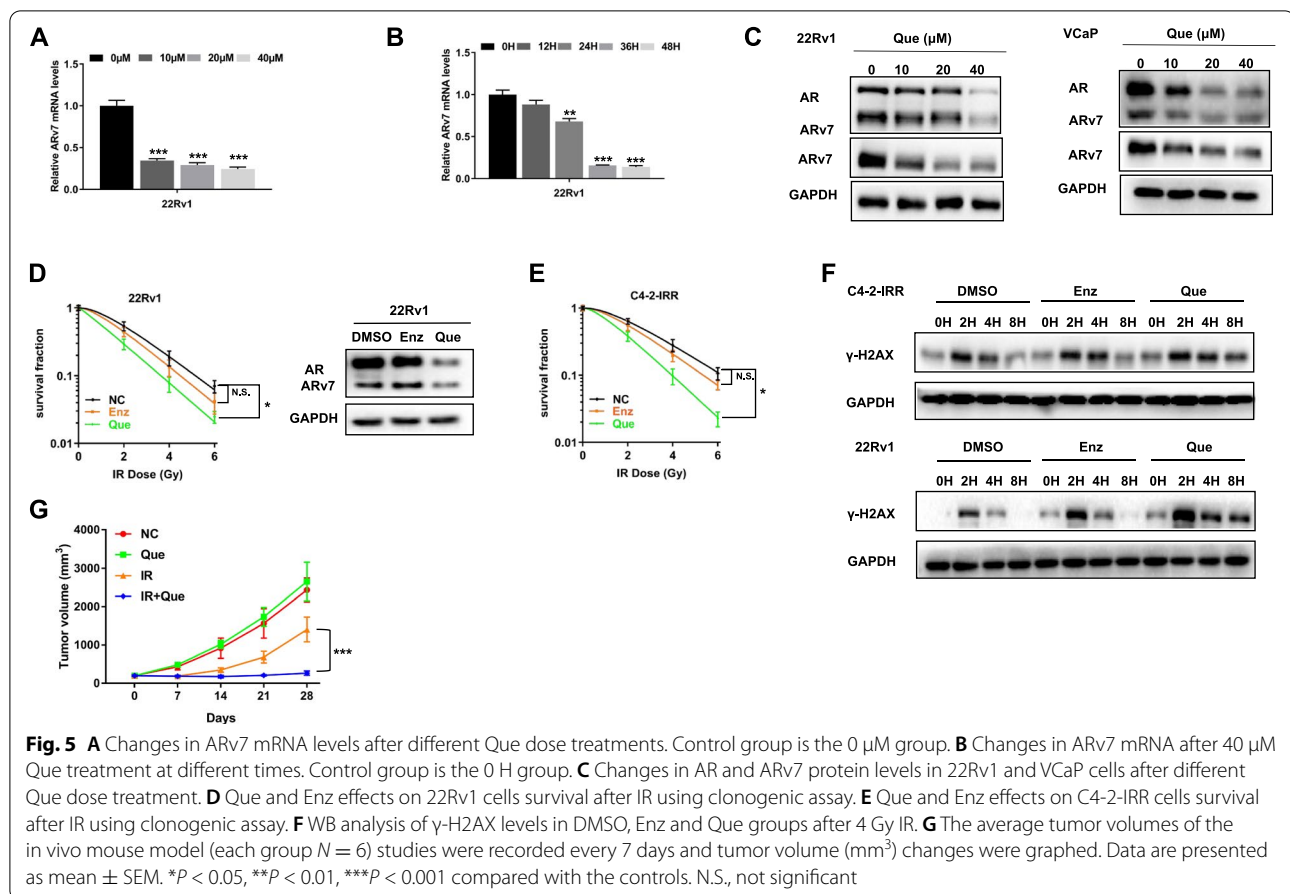 A
0μM 10μM 20μM 40μM
Relative ARv7 mRNA levels
1.5
1.0
0.5
0.0
*** *** ***
22Rv1
B
0H 12H 24H 36H 48H
Relative ARv7 mRNA levels
1.5
1.0
0.5
0.0
** *** ***
22Rv1
C
22Rv1 Que (μM)
0 10 20 40
AR
ARv7
ARv7
GAPDH
VCaP Que (μM)
0 10 20 40
AR
ARv7
ARv7
GAPDH
D
22Rv1
survival fraction
1
0.1
0.01
NC
Enz
Que
N.S.
*
0 2 4 6
IR Dose (Gy)
22Rv1
DMSO Enz Que
AR
ARv7
GAPDH
E
C4-2-IRR
survival fraction
1
0.1
0.01
NC
Enz
Que
N.S.
*
0 2 4 6
IR Dose (Gy)
F
C4-2-IRR DMSO Enz Que
0H 2H 4H 8H 0H 2H 4H 8H 0H 2H 4H 8H
γ-H2AX
GAPDH
22Rv1 DMSO Enz Que
0H 2H 4H 8H 0H 2H 4H 8H 0H 2H 4H 8H
γ-H2AX
GAPDH
G
Tumor volume (mm³)
4000
3000
2000
1000
0
NC
Que
IR
IR+Que
***
0 7 14 21 28
Days
Fig. 5 A Changes in ARv7 mRNA levels after different Que dose treatments. Control group is the 0 μM group. B Changes in ARv7 mRNA after 40 μM
Que treatment at different times. Control group is the 0 H group. C Changes in AR and ARv7 protein levels in 22Rv1 and VCaP cells after different
Que dose treatment. D Que and Enz effects on 22Rv1 cells survival after IR using clonogenic assay. E Que and Enz effects on C4-2-IRR cells survival
after IR using clonogenic assay. F WB analysis of γ-H2AX levels in DMSO, Enz and Que groups after 4 Gy IR. G The average tumor volumes of the
in vivo mouse model (each group N = 6) studies were recorded every 7 days and tumor volume (mm³) changes were graphed. Data are presented
as mean ± SEM. *P < 0.05, **P < 0.01, ***P < 0.001 compared with the controls. N.S., not significant